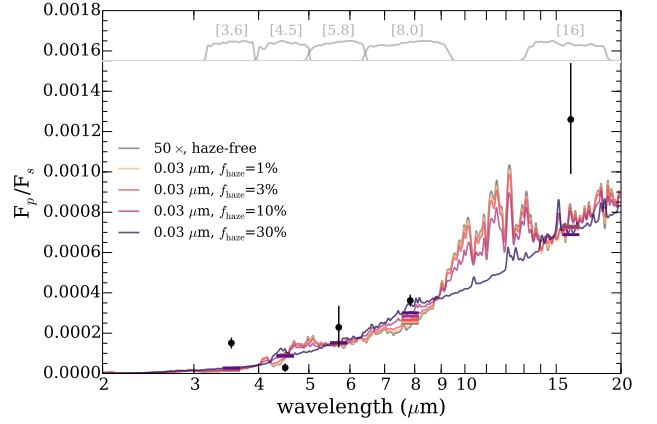 0.0018
0.0016
0.0014
0.0012
0.0010
0.0008
0.0006
0.0004
0.0002
0.0000
F_p/F_s
[3.6] [4.5] [5.8] [8.0] [16]
50 ×, haze-free
0.03 μm, f_haze=1%
0.03 μm, f_haze=3%
0.03 μm, f_haze=10%
0.03 μm, f_haze=30%
2 3 4 5 6 7 8 9 10 15 20
wavelength (μm)